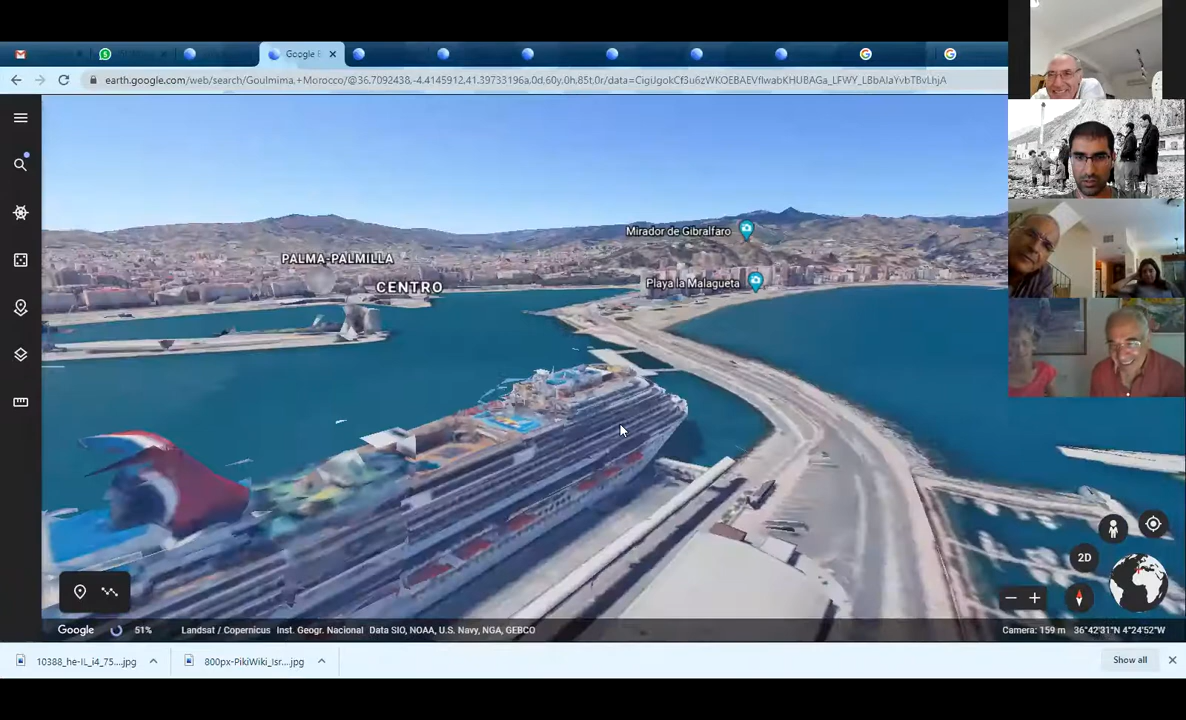 Google E
earth.google.com/web/search/Goulmima,+Morocco/@36.7092438,-4.4145912,41.39733196a,0d,60y,0h,85t,0r/data=
Mirador de Gibralfaro
PALMA-PALMILLA
Playa la Malagueta
CENTRO
2D
Google 51% Landsat / Copernicus Inst. Geogr. Nacional Data SIO, NOAA, U.S. Navy, NGA, GEBCO Camera: 159 m 36°42'31"N 4°24'52"W
10388_he-IL_i4_75....jpg 800px-PikiWiki_Isr....jpg Show all